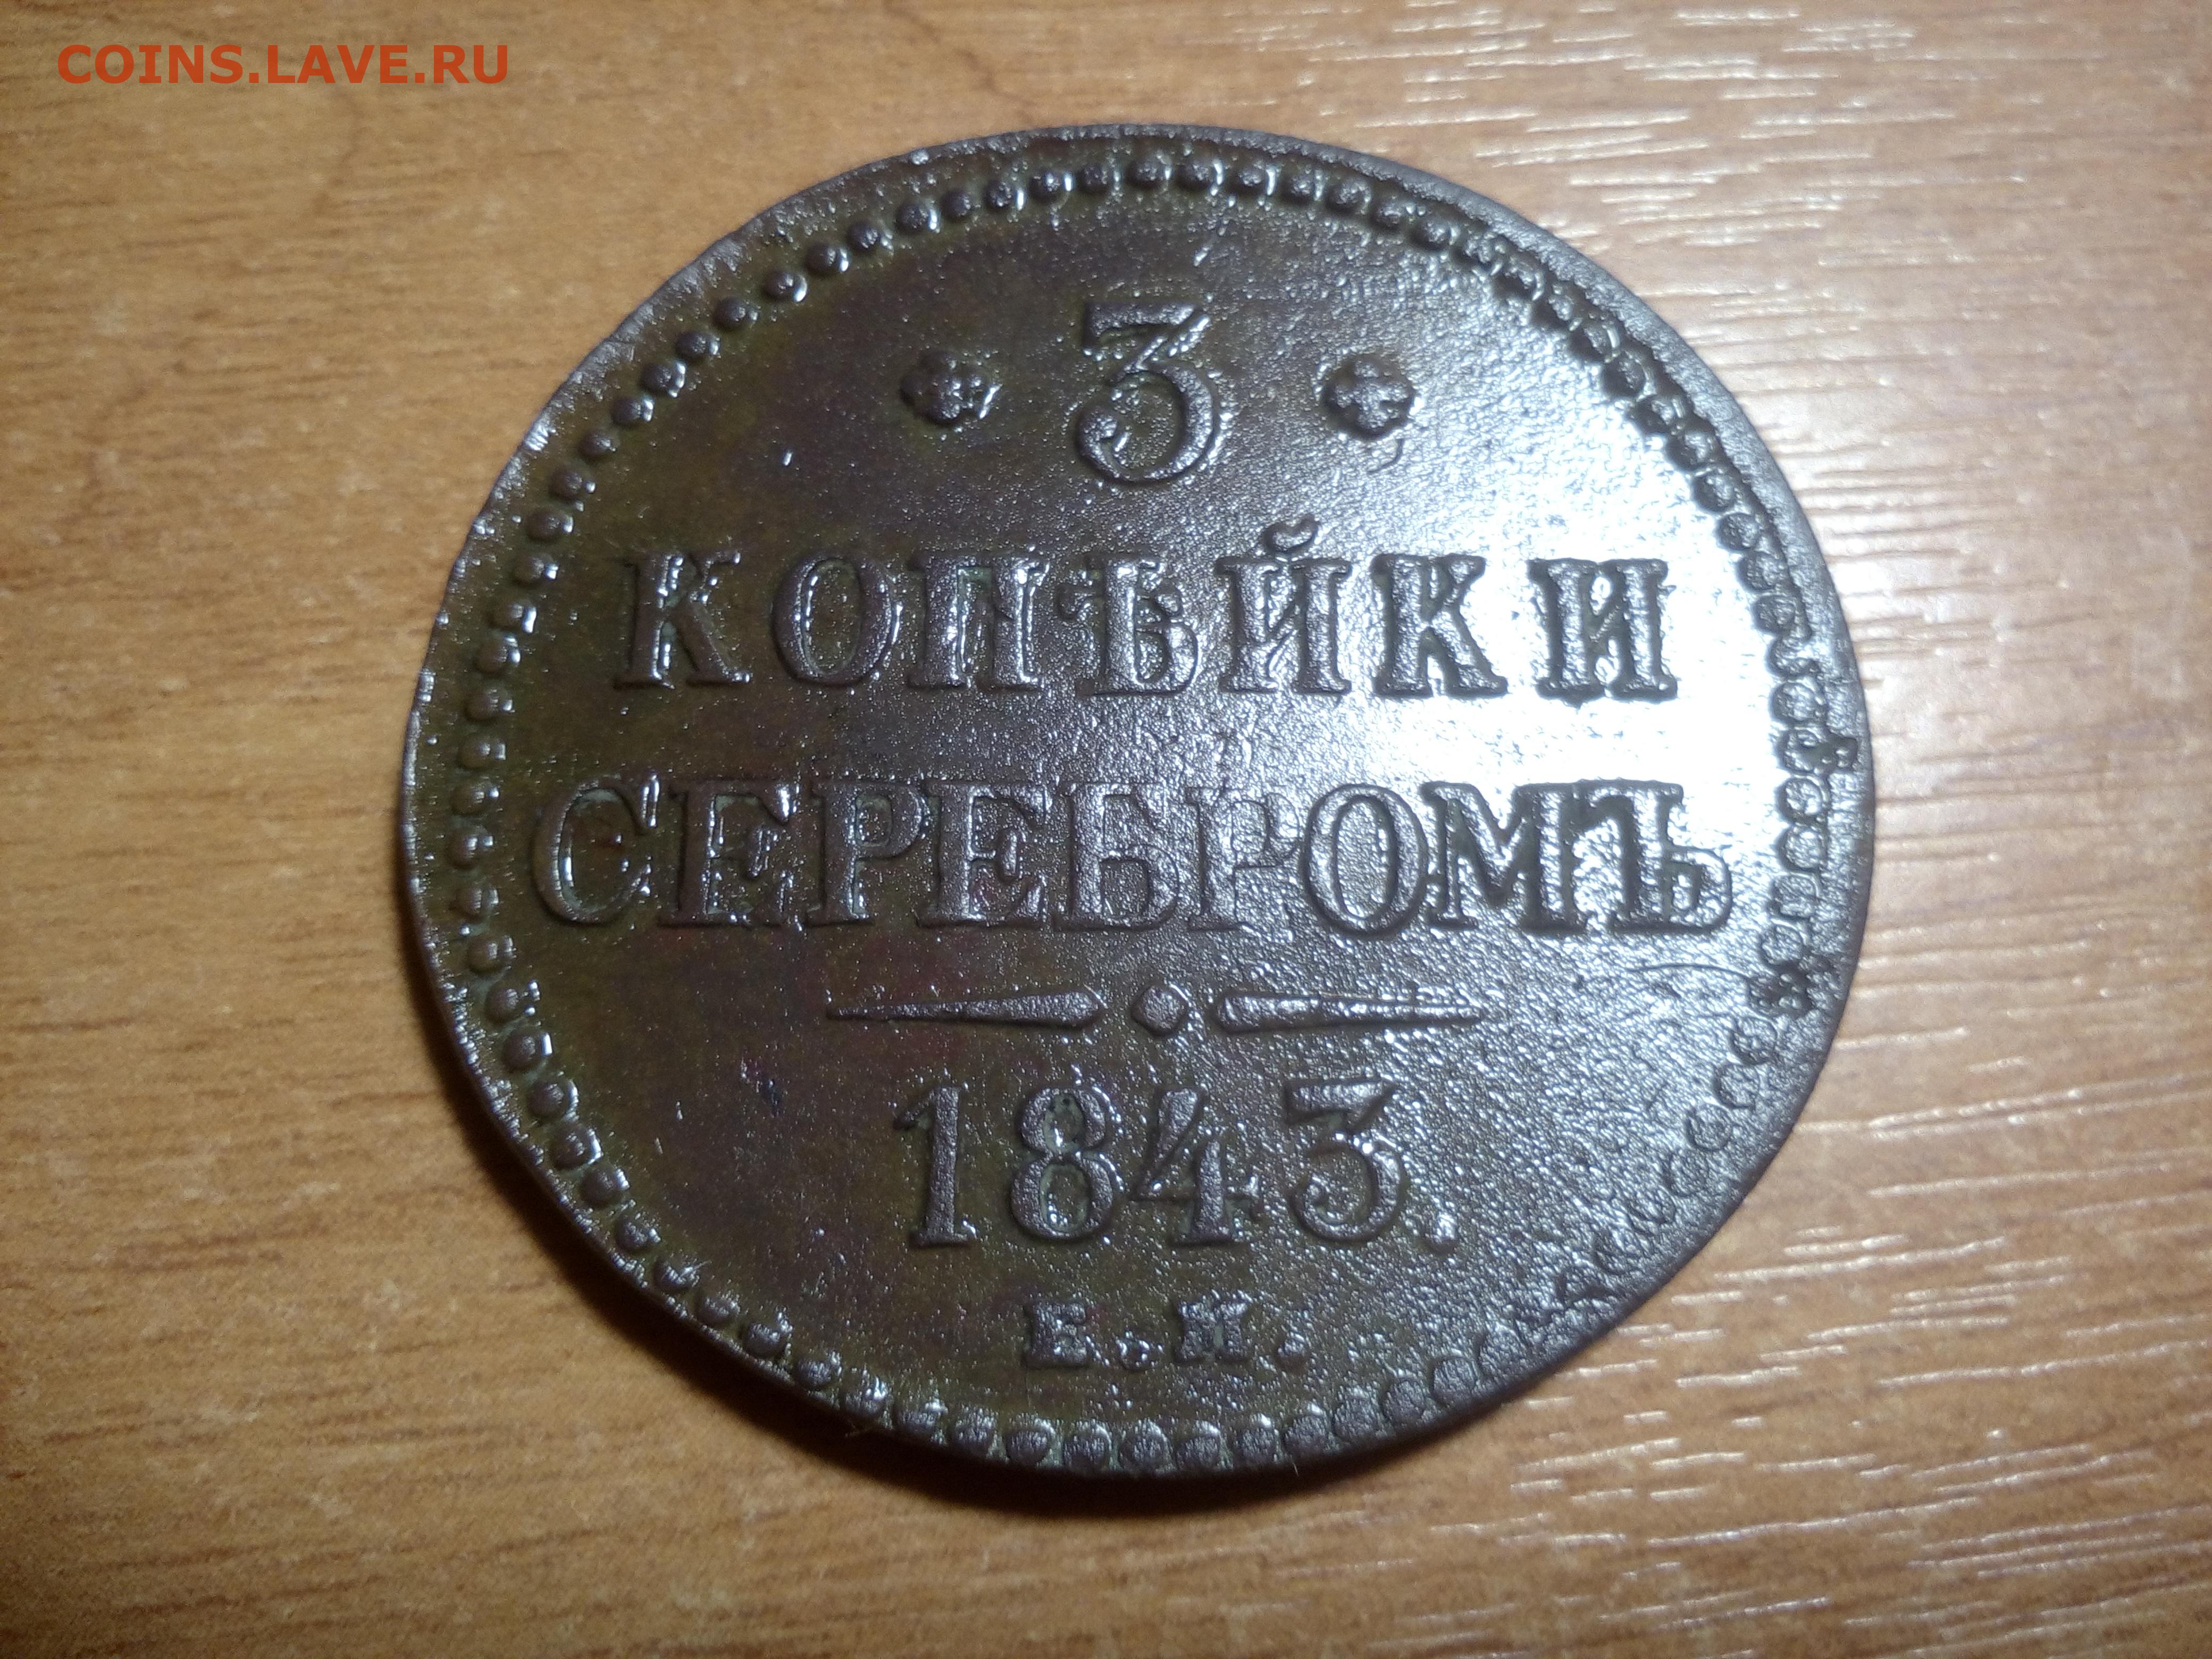 COINS.LAVE.RU
3
КОПѢЙКИ
СЕРЕБРОМЪ
1843.
Е.М.